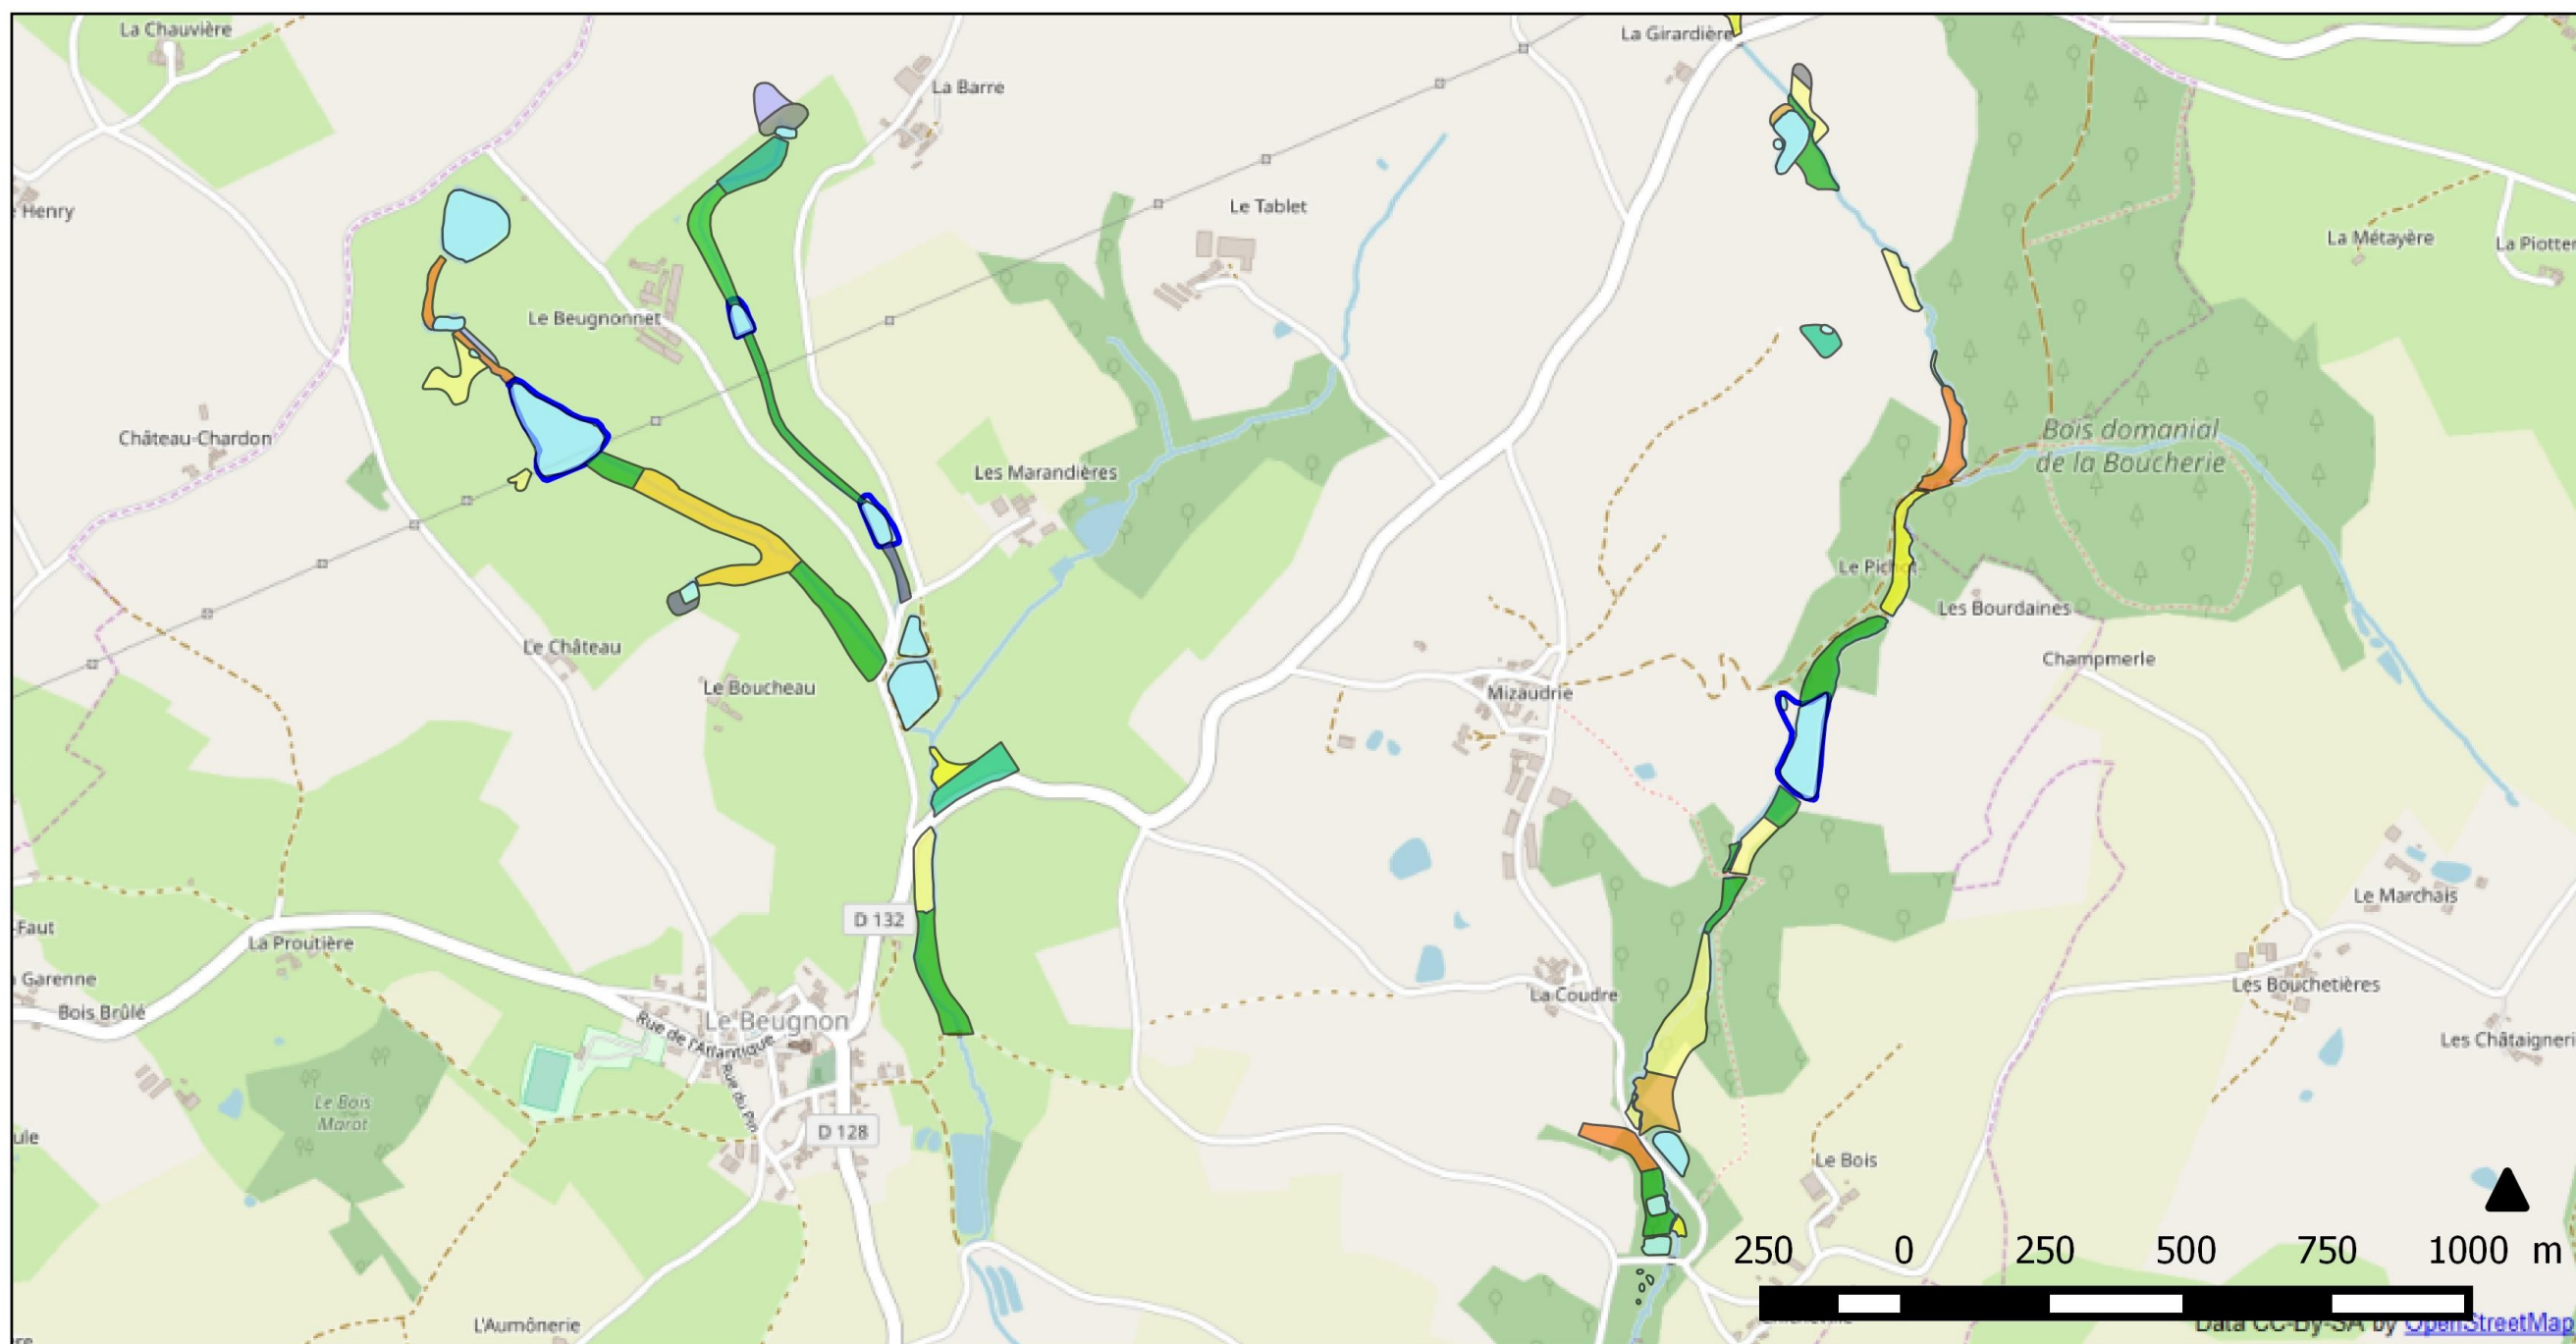 La Chauvière
La Girardière
La Barre
Henry
Le Tablet
La Métayère
La Piotter
Le Beugnonnet
Château-Chardon
Bois domanial
de la Boucherie
Les Marandières
Le Pichot
Les Bourdaines
Le Château
Champmerle
Le Boucheau
Mizaudrie
Le Marchais
D 132
-Faut
La Proutière
Garenne
Les Bouchetières
La Coudre
Bois Brûlé
Le Beugnon
Rue de l'Atlantique
Les Châtaigneri
Rue du Pin
Le Bois
Marot
D 128
ule
Le Bois
250 0 250 500 750 1000 m
L'Aumônerie
Data CC-By-SA by OpenStreetMap